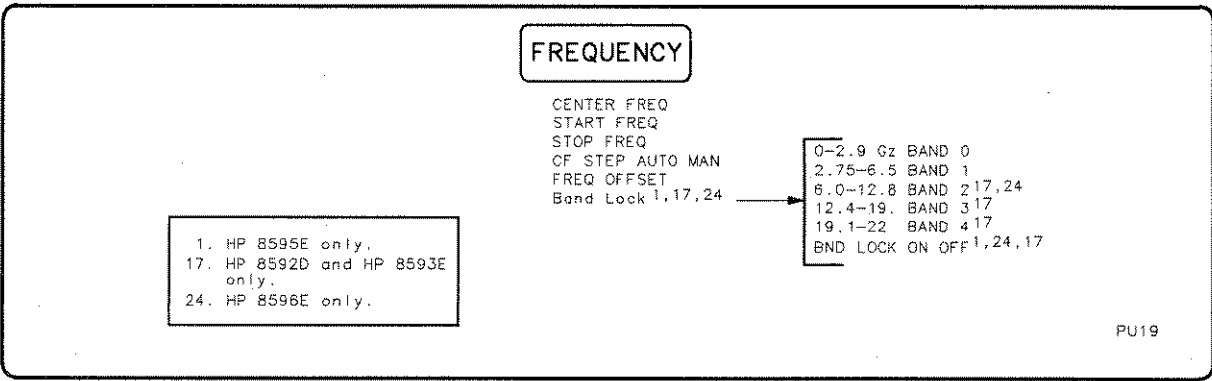 FREQUENCY
CENTER FREQ
START FREQ
STOP FREQ
CF STEP AUTO MAN
FREQ OFFSET
Band Lock 1,17,24
0-2.9 Gz BAND 0
2.75-6.5 BAND 1
6.0-12.8 BAND 2 17,24
12.4-19. BAND 3 17
19.1-22 BAND 4 17
BND LOCK ON OFF 1,24,17
1. HP 8595E only.
17. HP 8592D and HP 8593E
only.
24. HP 8596E only.
PU19